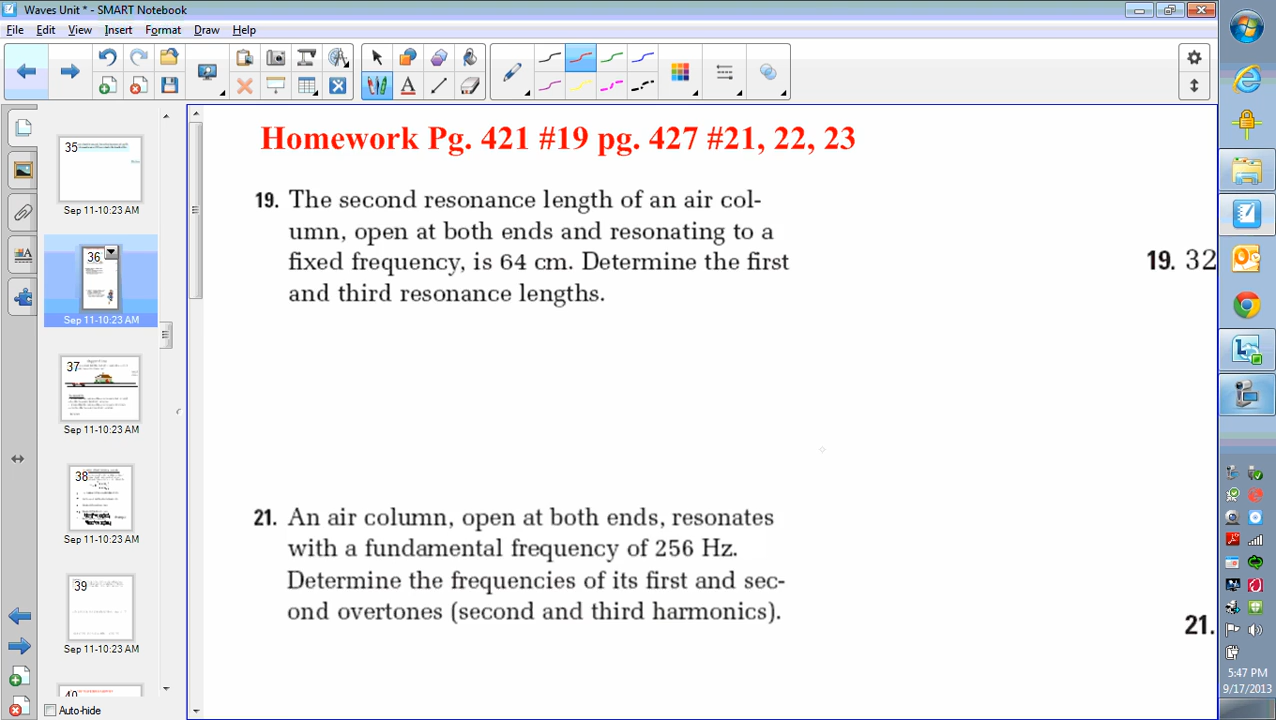 Waves Unit * - SMART Notebook
File Edit View Insert Format Draw Help
35
Sep 11-10:23 AM
36
Sep 11-10:23 AM
37
Sep 11-10:23 AM
38
Sep 11-10:23 AM
39
Sep 11-10:23 AM
Auto-hide
Homework Pg. 421 #19 pg. 427 #21, 22, 23
19. The second resonance length of an air col-
umn, open at both ends and resonating to a
fixed frequency, is 64 cm. Determine the first
and third resonance lengths.
19. 32
21. An air column, open at both ends, resonates
with a fundamental frequency of 256 Hz.
Determine the frequencies of its first and sec-
ond overtones (second and third harmonics).
21.
5:47 PM
9/17/2013